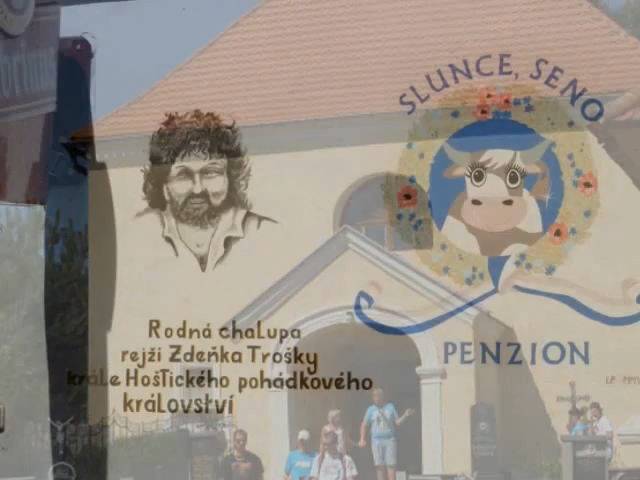 SLUNCE, SENO
PENZION
Rodná chalupa
rejži Zdeňka Trošky
krále Hoštického pohádkového
království